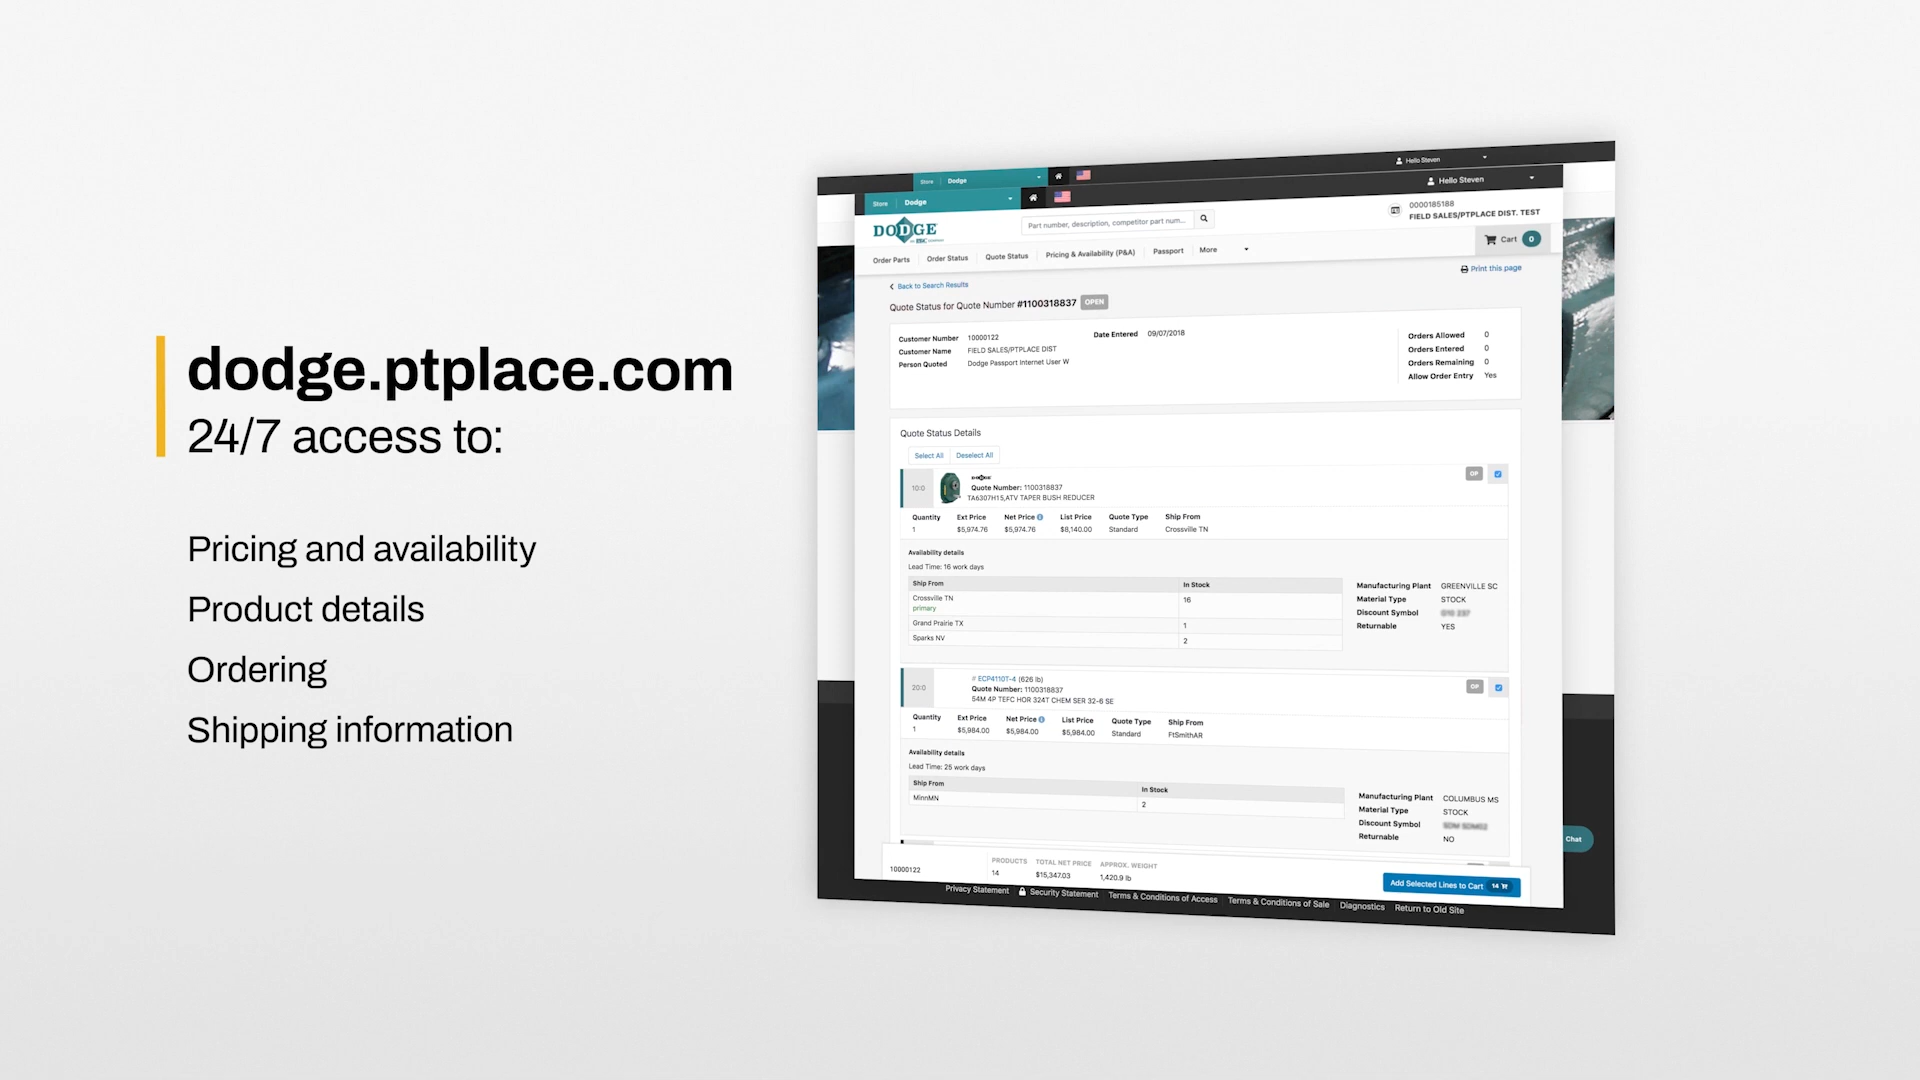 dodge.ptplace.com
24/7 access to:
Pricing and availability
Product details
Ordering
Shipping information
Store Dodge Hello Steven
Store Dodge Hello Steven
DODGE
Part number, description, competitor part num...
0000185188
FIELD SALES/PTPLACE DIST. TEST
Order Parts Order Status Quote Status Pricing & Availability (P&A) Passport More
Cart 0
Print this page
Back to Search Results
Quote Status for Quote Number #1100318837 OPEN
Customer Number 10000122
Customer Name FIELD SALES/PTPLACE DIST
Person Quoted Dodge Passport Internet User W
Date Entered 09/07/2018
Orders Allowed 0
Orders Entered 0
Orders Remaining 0
Allow Order Entry Yes
Quote Status Details
Select All Deselect All
10:0
DODGE
Quote Number: 1100318837
TA6307H15,ATV TAPER BUSH REDUCER
OP
Quantity Ext Price Net Price List Price Quote Type Ship From
1 $5,974.76 $5,974.76 $8,140.00 Standard Crossville TN
Availability details
Lead Time: 16 work days
Ship From In Stock
Crossville TN 16
primary
Grand Prairie TX 1
Sparks NV 2
Manufacturing Plant GREENVILLE SC
Material Type STOCK
Discount Symbol
Returnable YES
20:0
# ECP4110T-4 (626 lb)
Quote Number: 1100318837
54M 4P TEFC HOR 324T CHEM SER 32-6 SE
OP
Quantity Ext Price Net Price List Price Quote Type Ship From
1 $5,984.00 $5,984.00 $5,984.00 Standard FtSmithAR
Availability details
Lead Time: 25 work days
Ship From In Stock
MinnMN 2
Manufacturing Plant COLUMBUS MS
Material Type STOCK
Discount Symbol
Returnable NO
Chat
10000122
PRODUCTS TOTAL NET PRICE APPROX. WEIGHT
14 $15,347.03 1,420.9 lb
Add Selected Lines to Cart 14
Privacy Statement Security Statement Terms & Conditions of Access Terms & Conditions of Sale Diagnostics Return to Old Site